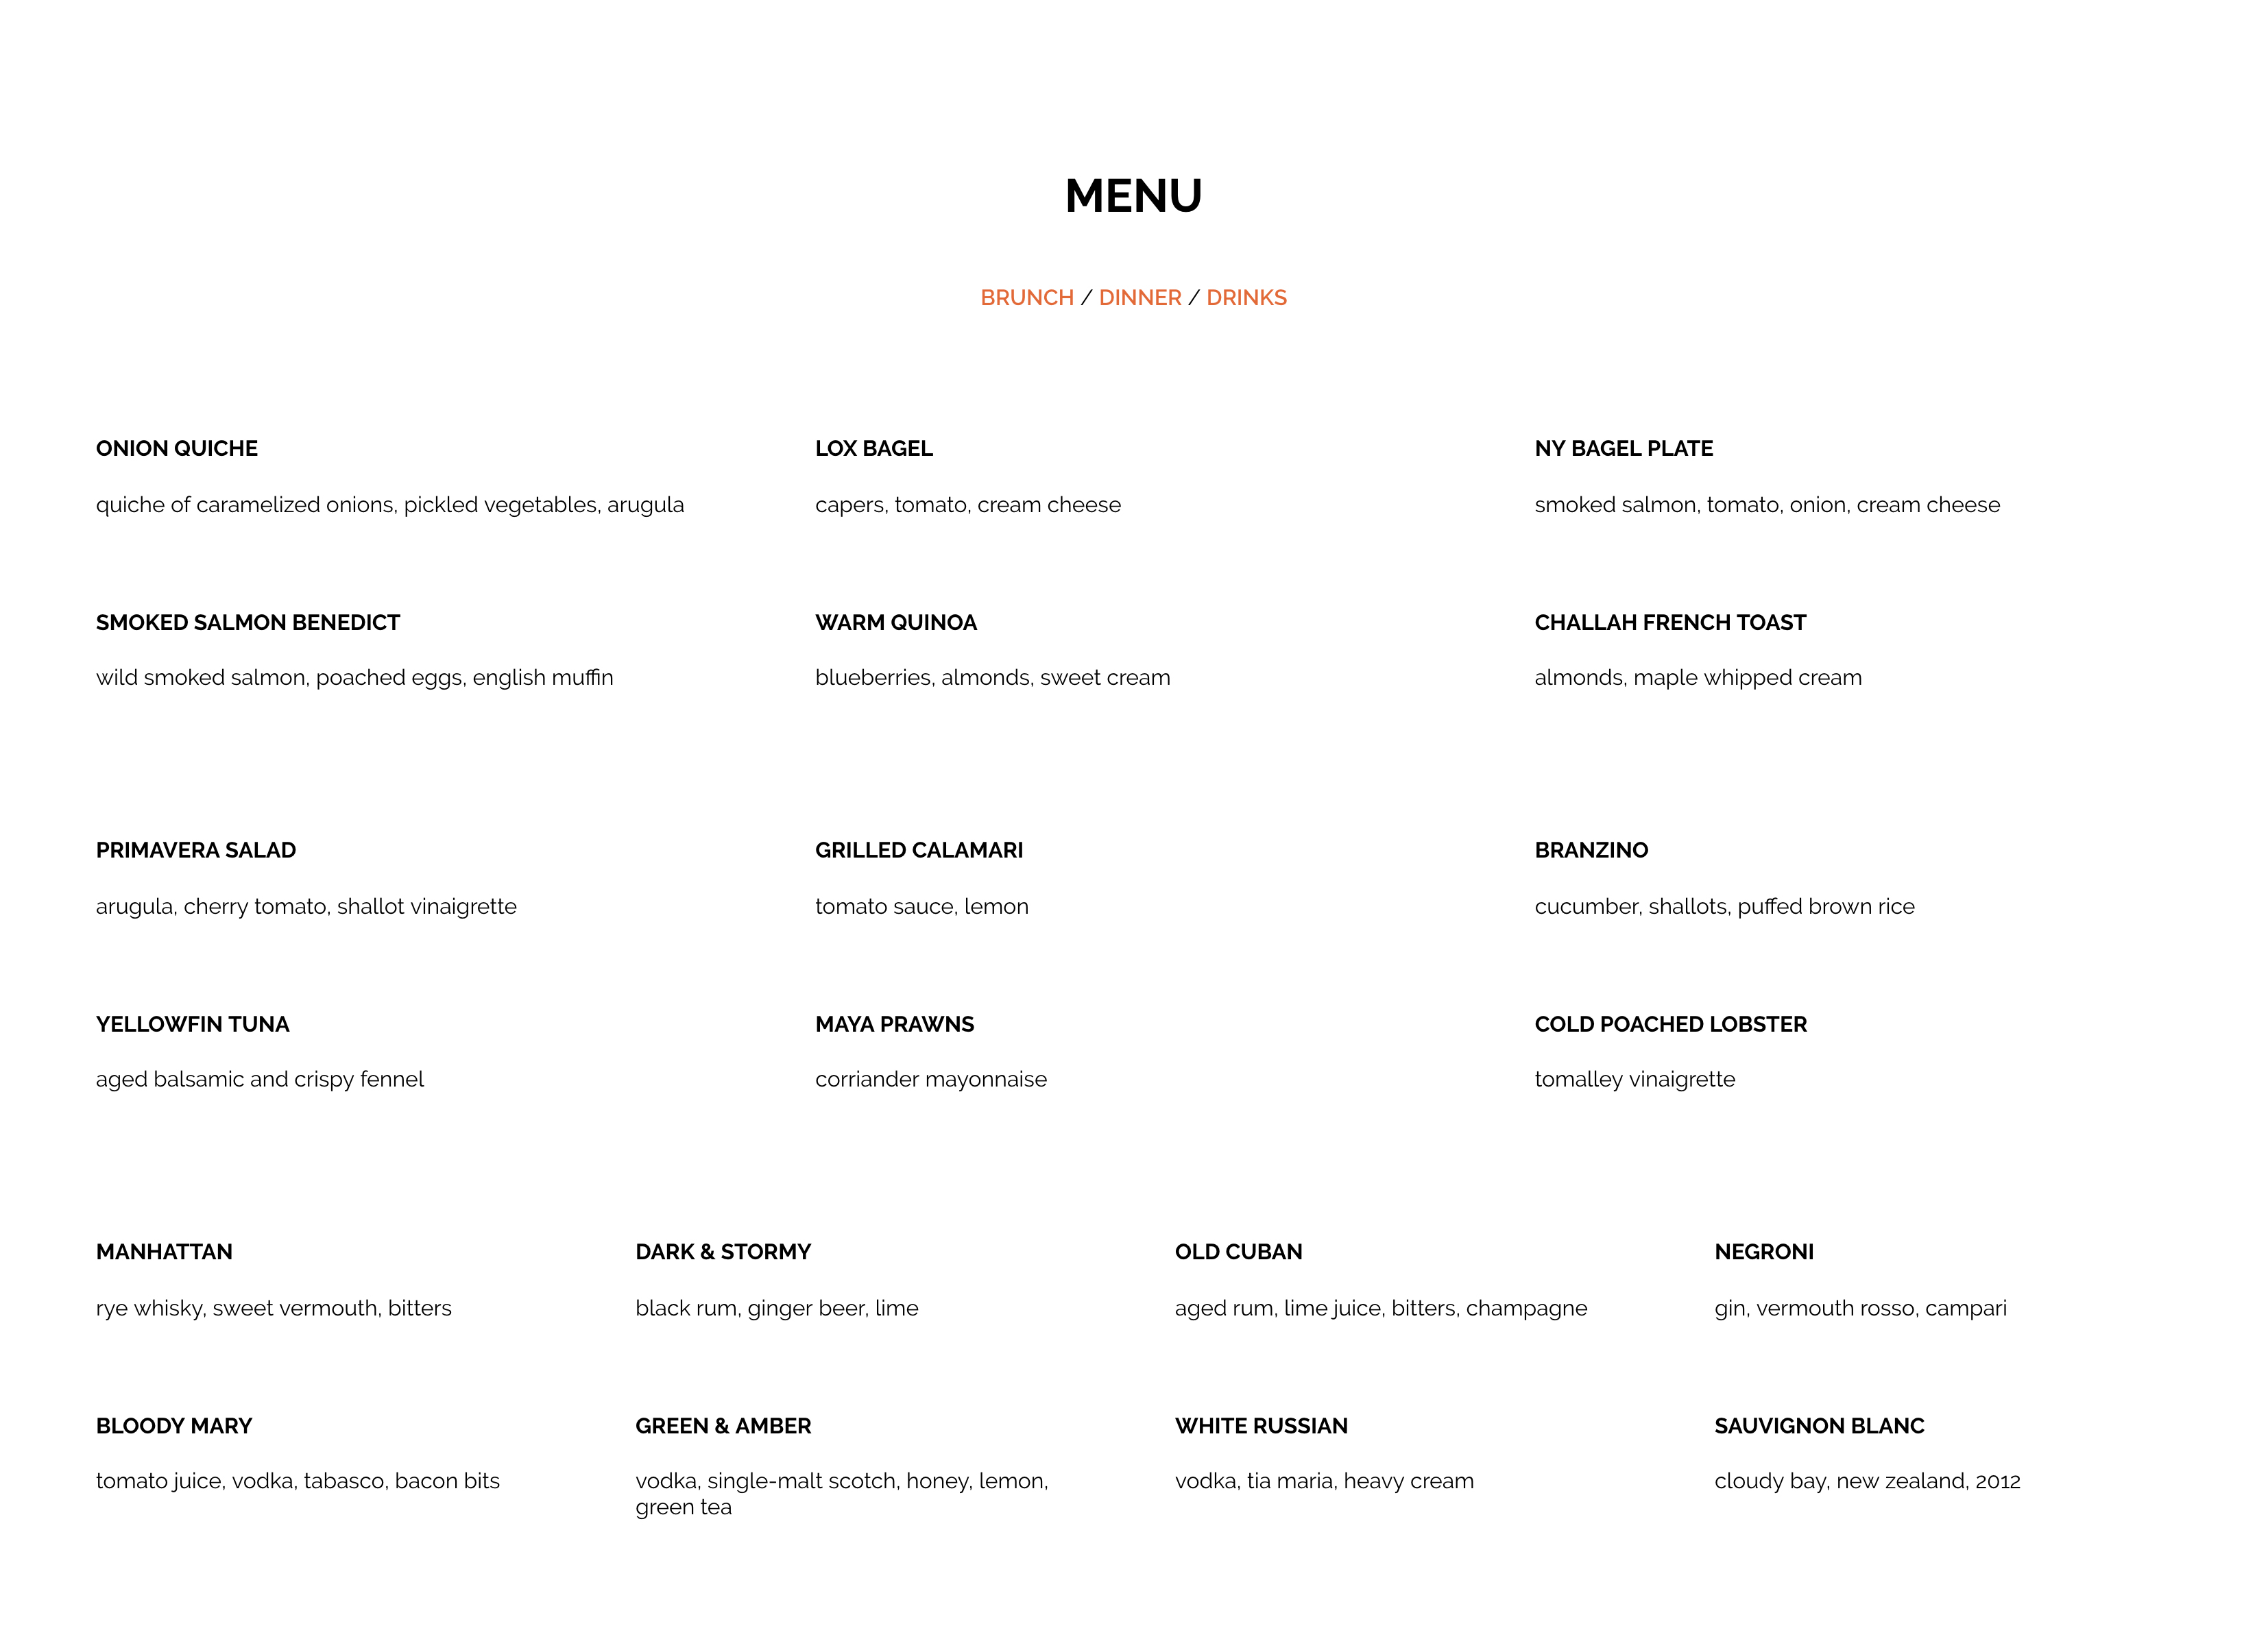 MENU
BRUNCH / DINNER / DRINKS
ONION QUICHE
quiche of caramelized onions, pickled vegetables, arugula
LOX BAGEL
capers, tomato, cream cheese
NY BAGEL PLATE
smoked salmon, tomato, onion, cream cheese
SMOKED SALMON BENEDICT
wild smoked salmon, poached eggs, english muffin
WARM QUINOA
blueberries, almonds, sweet cream
CHALLAH FRENCH TOAST
almonds, maple whipped cream
PRIMAVERA SALAD
arugula, cherry tomato, shallot vinaigrette
GRILLED CALAMARI
tomato sauce, lemon
BRANZINO
cucumber, shallots, puffed brown rice
YELLOWFIN TUNA
aged balsamic and crispy fennel
MAYA PRAWNS
corriander mayonnaise
COLD POACHED LOBSTER
tomalley vinaigrette
MANHATTAN
rye whisky, sweet vermouth, bitters
DARK & STORMY
black rum, ginger beer, lime
OLD CUBAN
aged rum, lime juice, bitters, champagne
NEGRONI
gin, vermouth rosso, campari
BLOODY MARY
tomato juice, vodka, tabasco, bacon bits
GREEN & AMBER
vodka, single-malt scotch, honey, lemon,
green tea
WHITE RUSSIAN
vodka, tia maria, heavy cream
SAUVIGNON BLANC
cloudy bay, new zealand, 2012